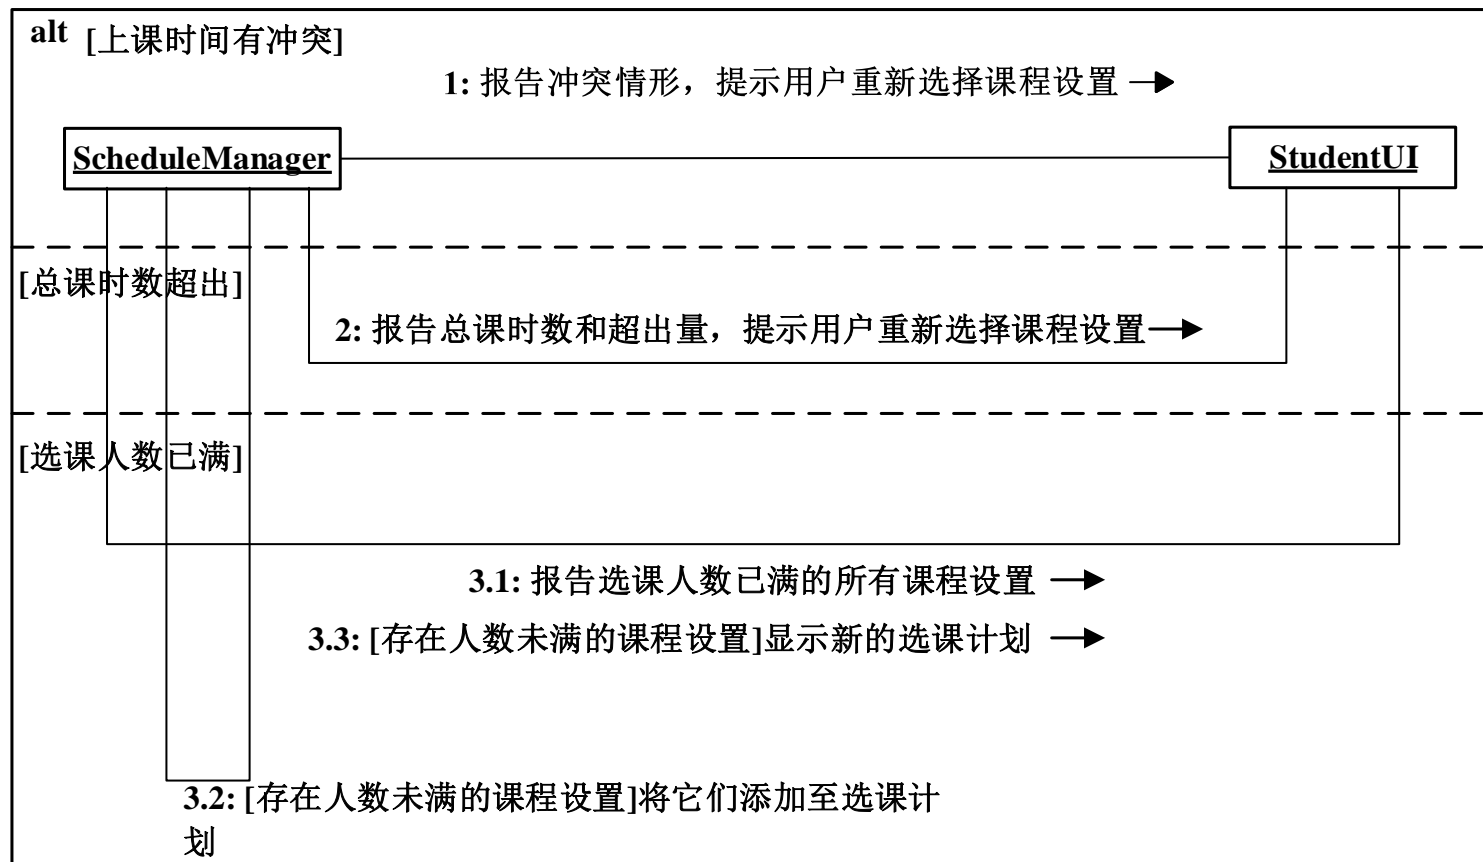 alt [上课时间有冲突]
1: 报告冲突情形，提示用户重新选择课程设置
ScheduleManager
StudentUI
[总课时数超出]
2: 报告总课时数和超出量，提示用户重新选择课程设置
[选课人数已满]
3.1: 报告选课人数已满的所有课程设置
3.3: [存在人数未满的课程设置]显示新的选课计划
3.2: [存在人数未满的课程设置]将它们添加至选课计
划